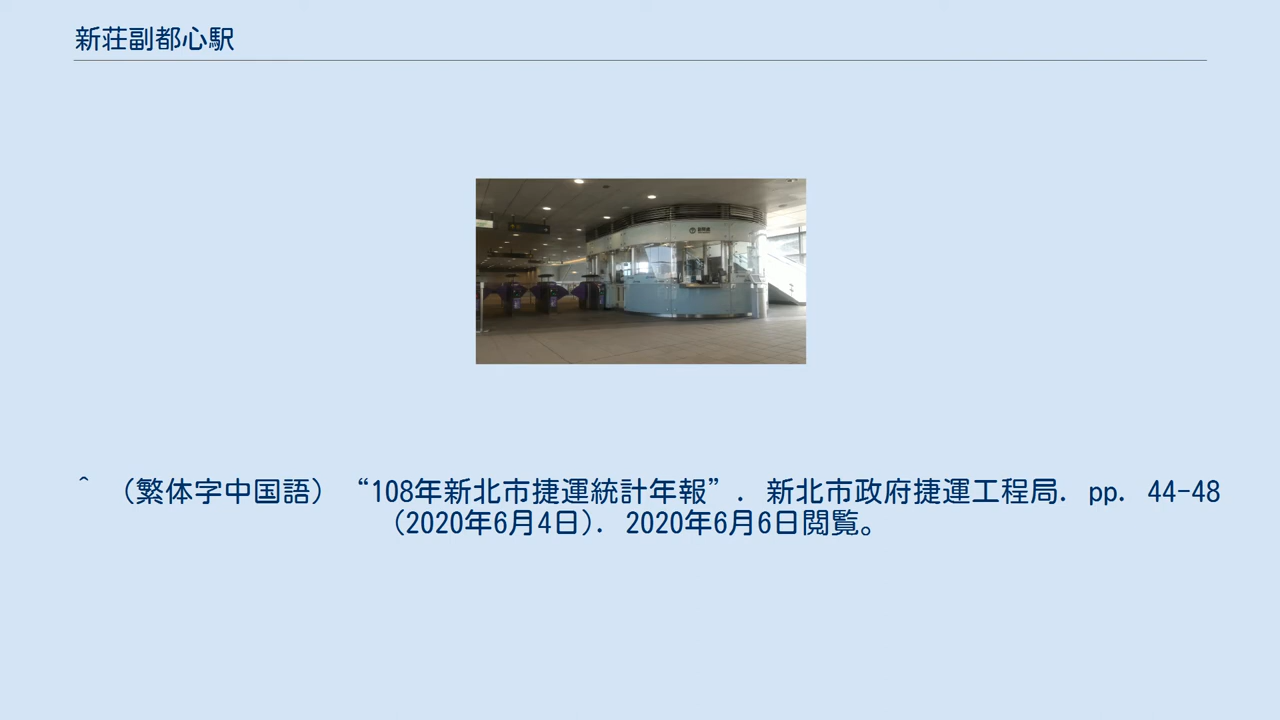 新荘副都心駅
^ （繁体字中国語）“108年新北市捷運統計年報”. 新北市政府捷運工程局. pp. 44-48
(2020年6月4日). 2020年6月6日閲覧。